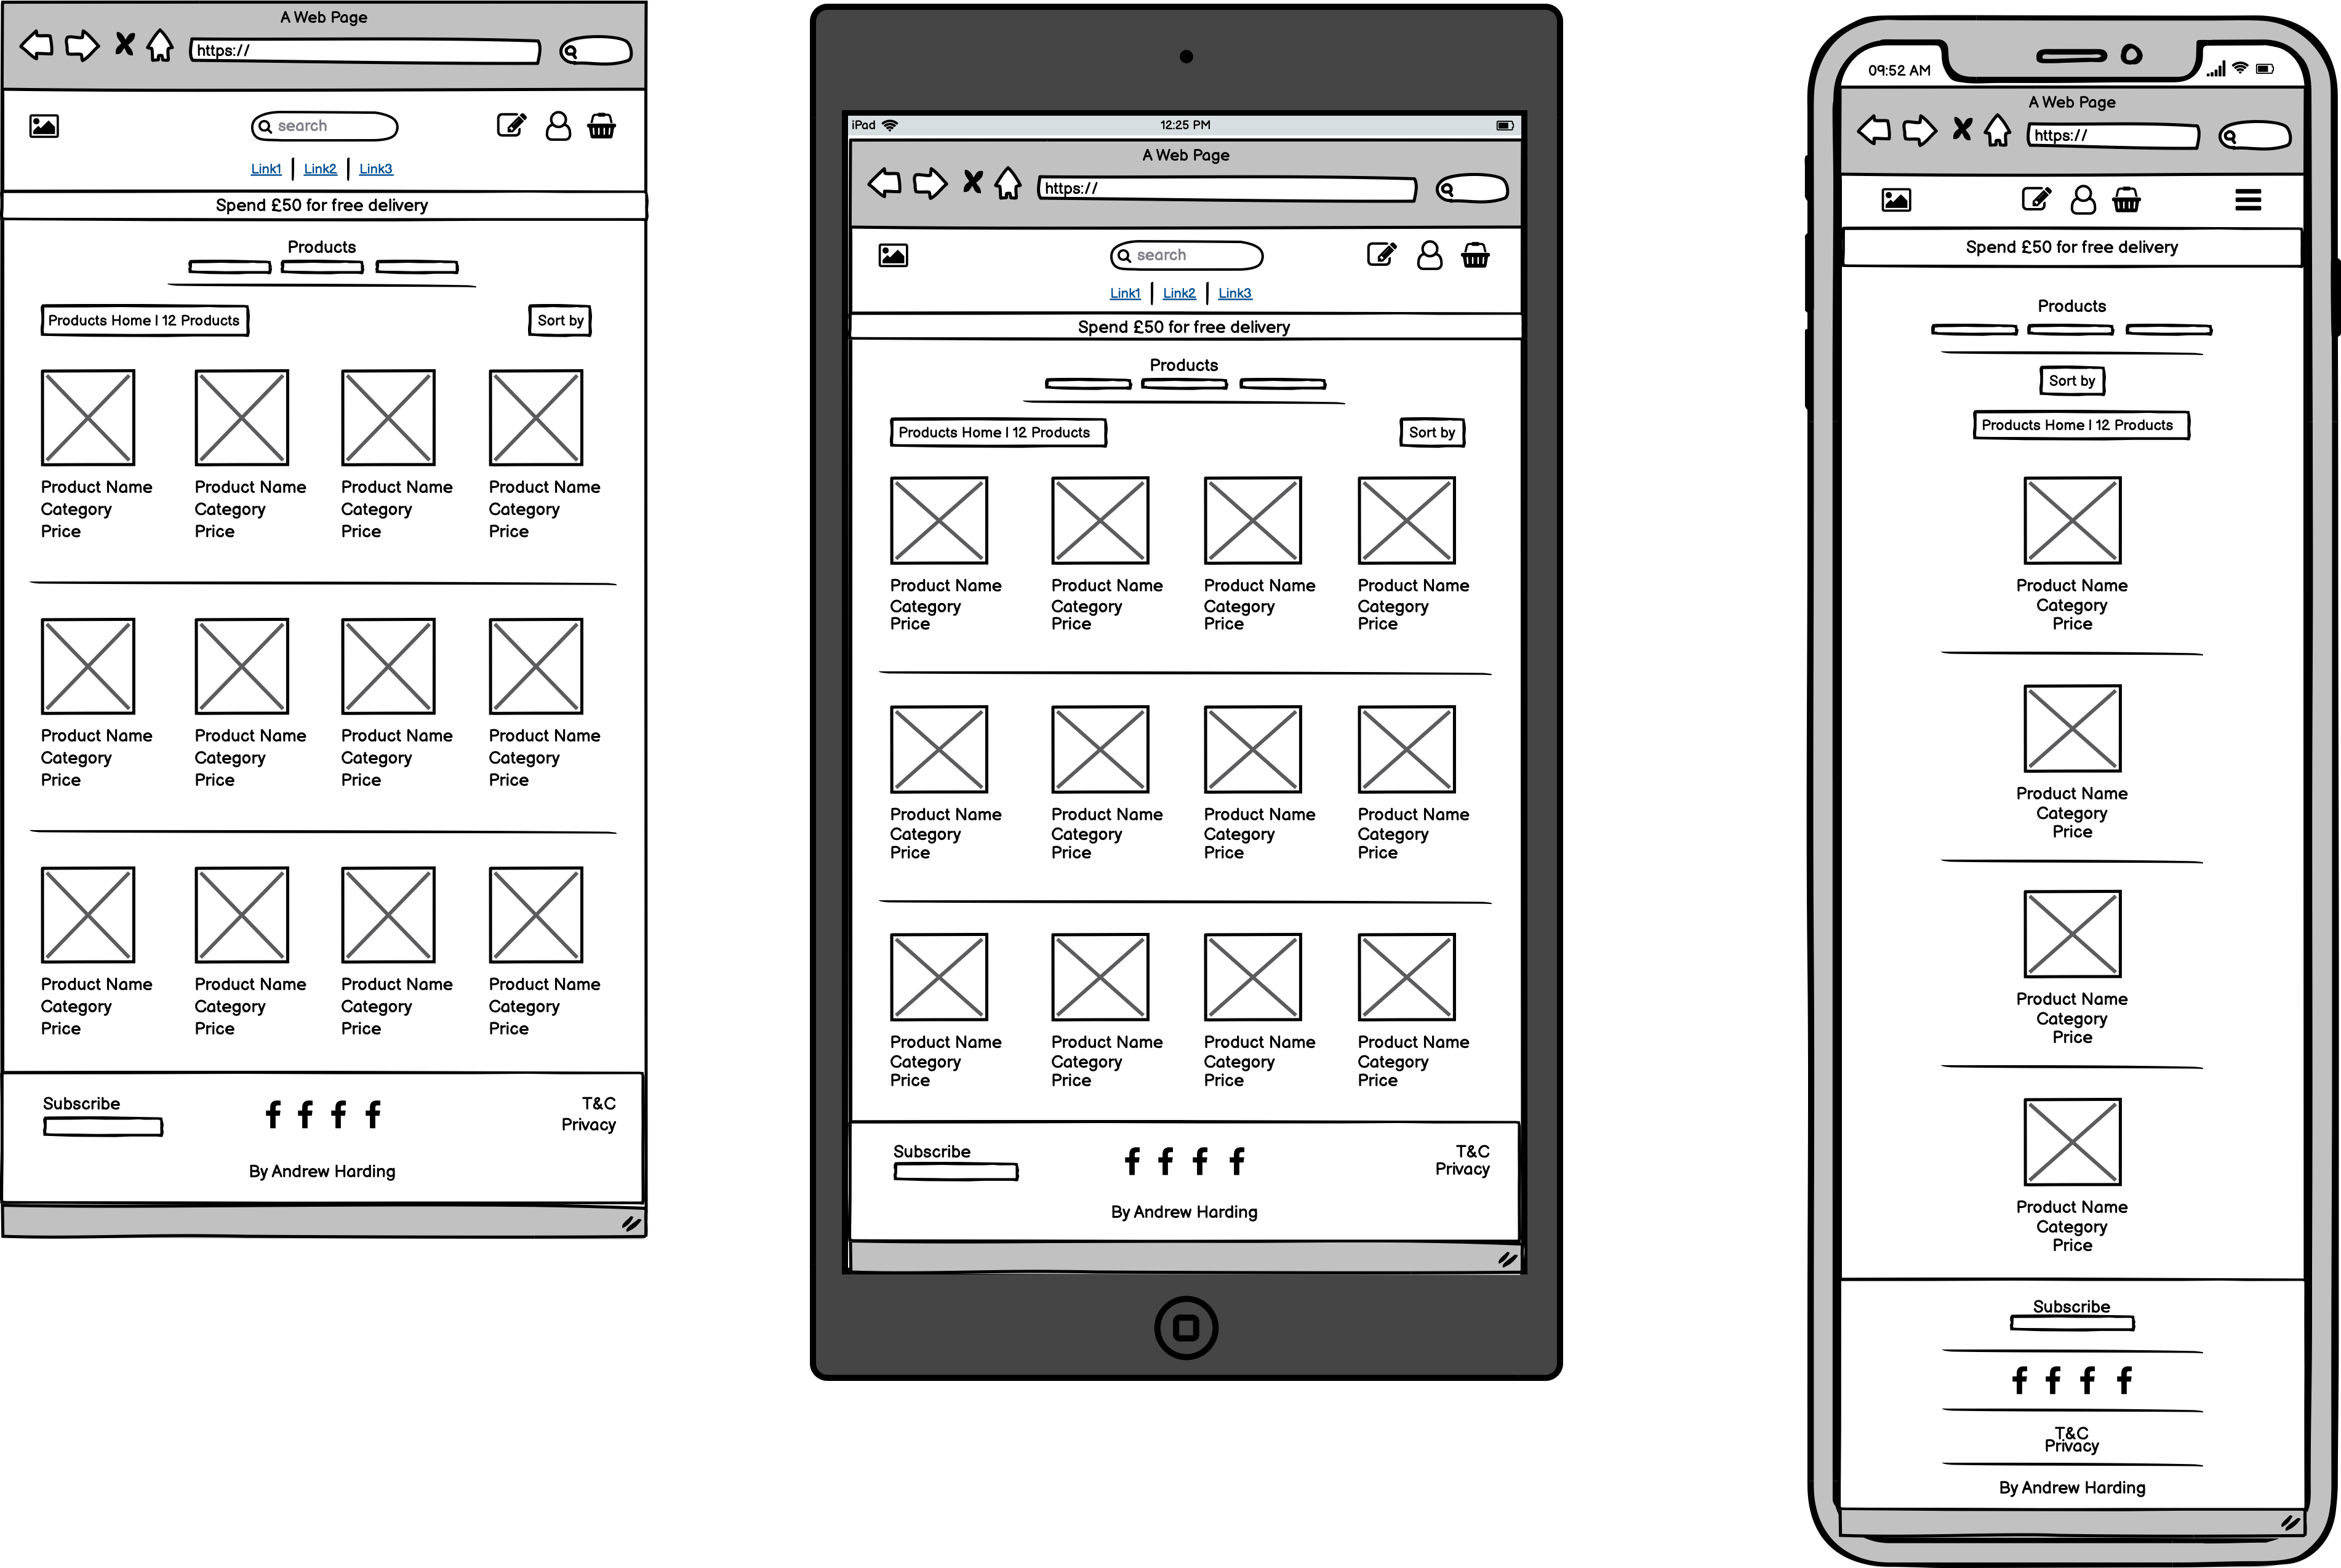 A Web Page
https://
search
Link1 Link2 Link3
Spend £50 for free delivery
Products
Products Home | 12 Products Sort by
Product Name Product Name Product Name Product Name
Category Category Category Category
Price Price Price Price
Product Name Product Name Product Name Product Name
Category Category Category Category
Price Price Price Price
Product Name Product Name Product Name Product Name
Category Category Category Category
Price Price Price Price
Subscribe T&C
Privacy
By Andrew Harding
iPad 12:25 PM
A Web Page
https://
search
Link1 Link2 Link3
Spend £50 for free delivery
Products
Products Home | 12 Products Sort by
Product Name Product Name Product Name Product Name
Category Category Category Category
Price Price Price Price
Product Name Product Name Product Name Product Name
Category Category Category Category
Price Price Price Price
Product Name Product Name Product Name Product Name
Category Category Category Category
Price Price Price Price
Subscribe T&C
Privacy
By Andrew Harding
09:52 AM
A Web Page
https://
Spend £50 for free delivery
Products
Sort by
Products Home | 12 Products
Product Name
Category
Price
Product Name
Category
Price
Product Name
Category
Price
Product Name
Category
Price
Subscribe
T&C
Privacy
By Andrew Harding